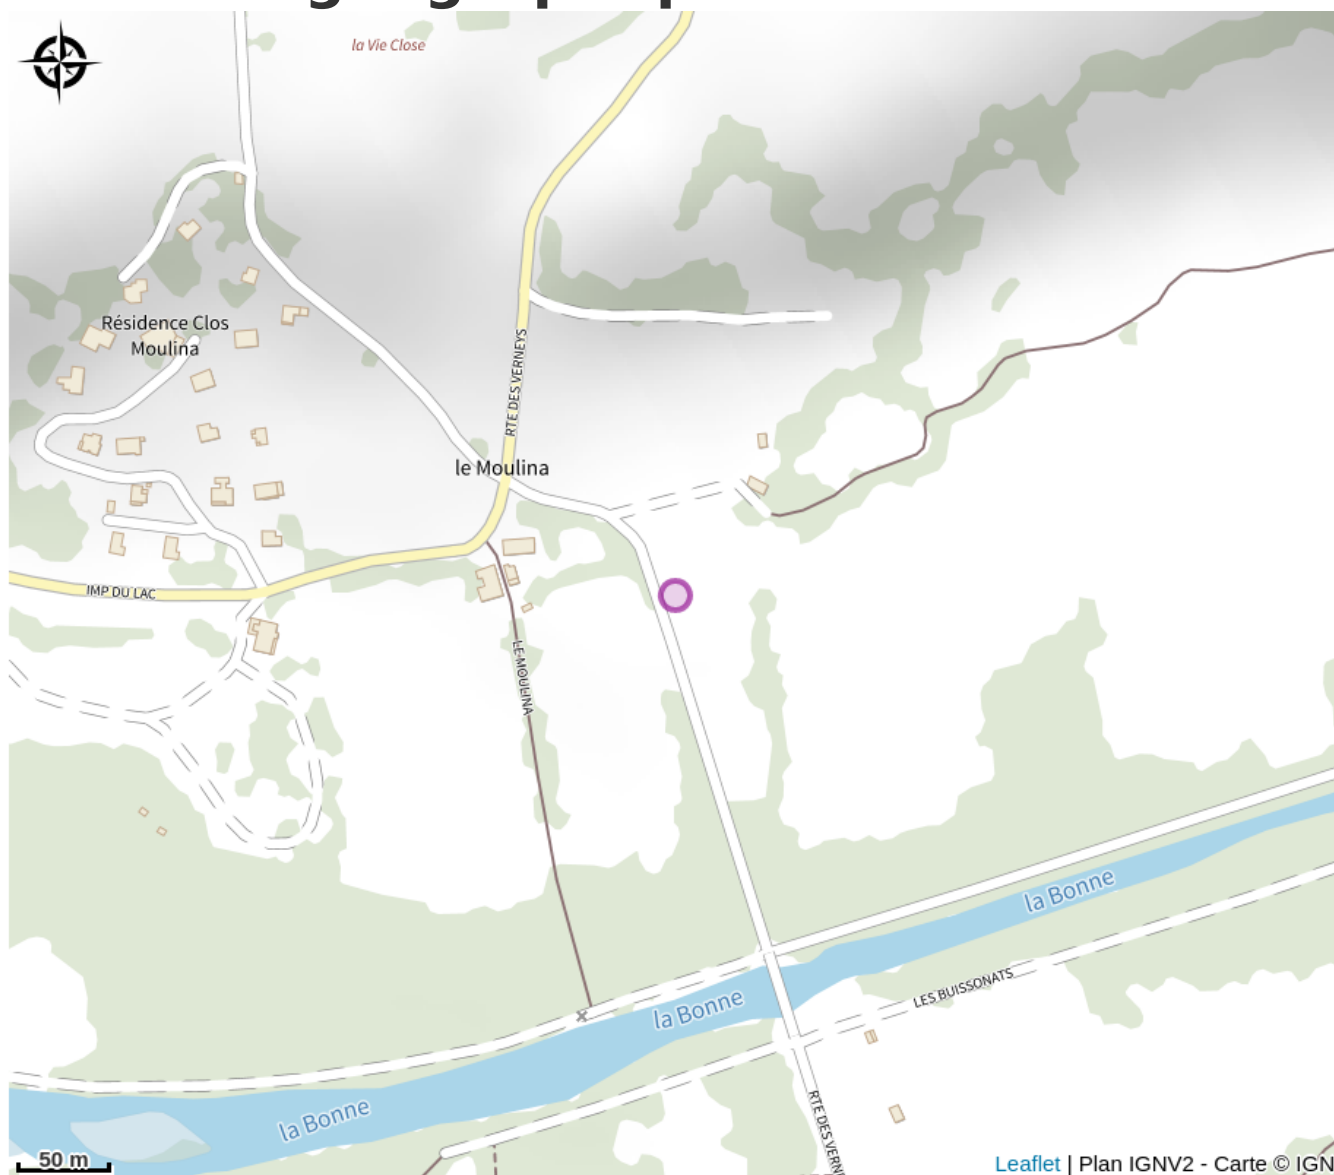 la Vie Close
Résidence Clos
Moulina
RTE DES VERNEYS
le Moulina
IMP DU LAC
LE MOULINA
la Bonne
LES BUISSONATS
la Bonne
la Bonne
RTE DES VERN
50 m
Leaflet | Plan IGNV2 - Carte © IGN